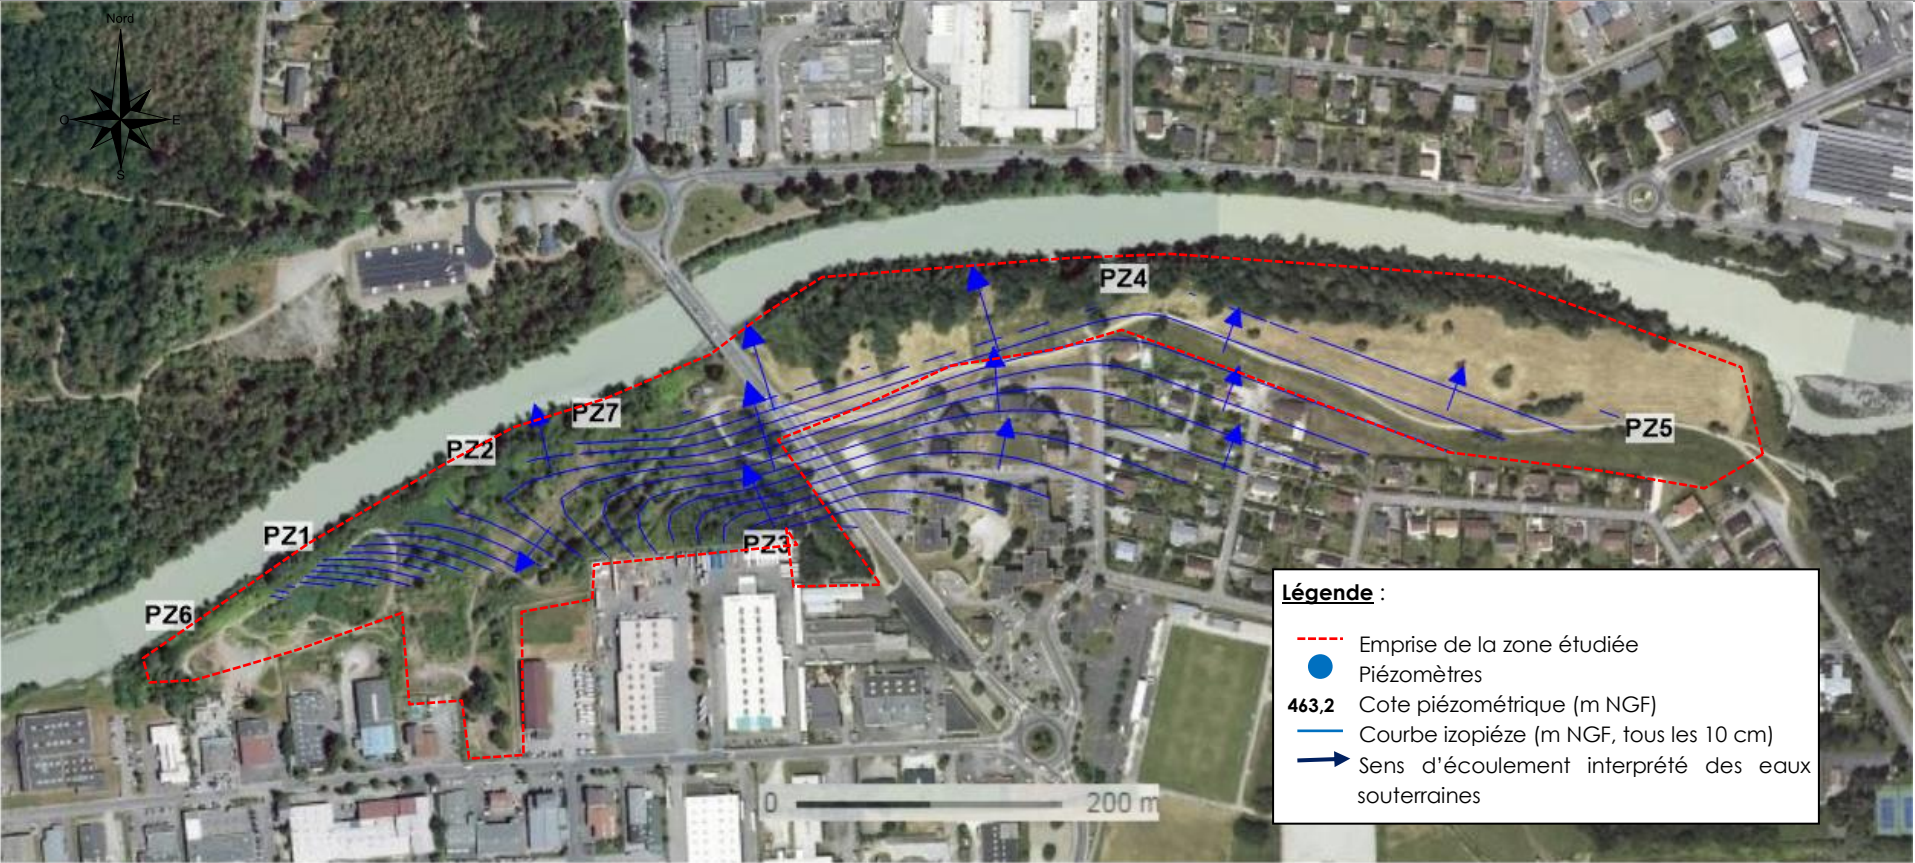 Nord
O
E
S
PZ4
PZ7
PZ5
PZ2
PZ1
PZ3
PZ6
Légende :
Emprise de la zone étudiée
Piézomètres
463,2 Cote piézométrique (m NGF)
Courbe izopiéze (m NGF, tous les 10 cm)
Sens d'écoulement interprété des eaux
souterraines
0 200 m